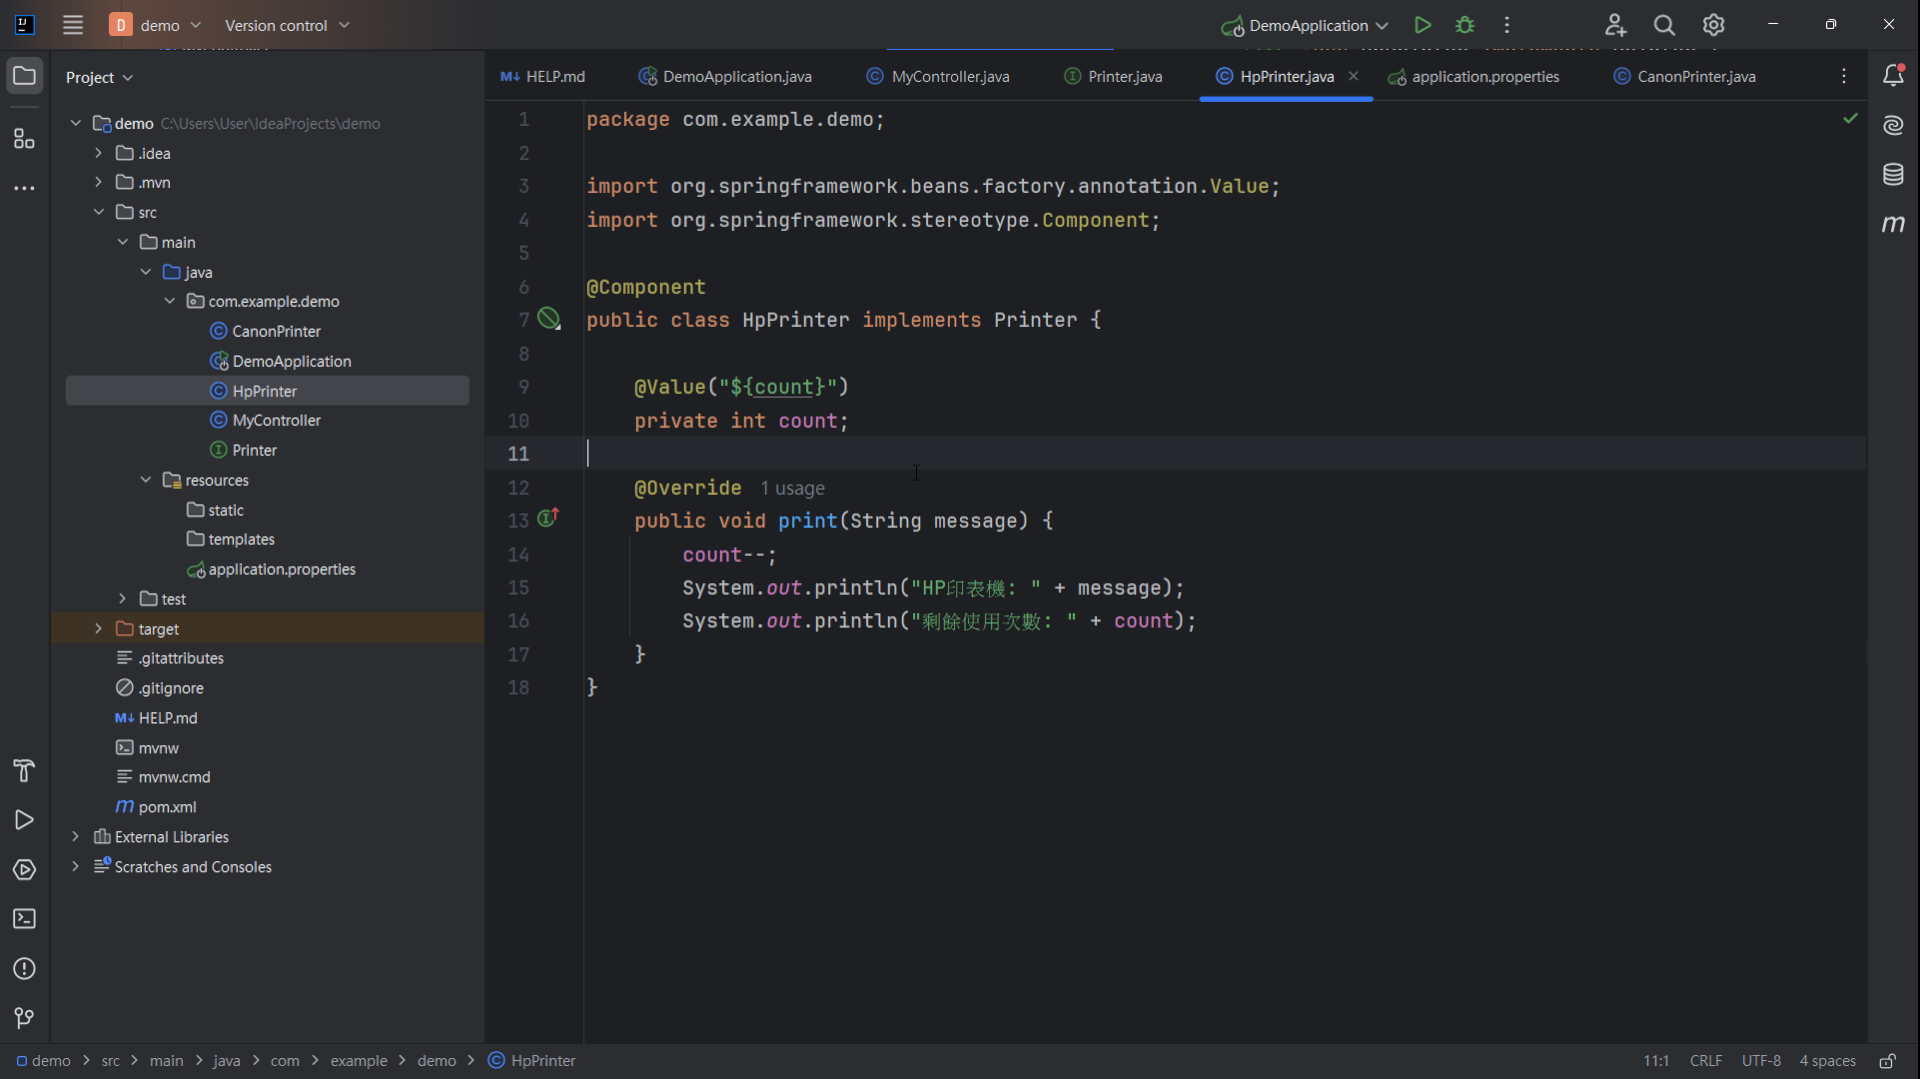 D demo Version control DemoApplication
Project
HELP.md DemoApplication.java MyController.java Printer.java HpPrinter.java application.properties CanonPrinter.java
demo C:\Users\User\IdeaProjects\demo
.idea
.mvn
src
main
java
com.example.demo
CanonPrinter
DemoApplication
HpPrinter
MyController
Printer
resources
static
templates
application.properties
test
target
.gitattributes
.gitignore
HELP.md
mvnw
mvnw.cmd
pom.xml
External Libraries
Scratches and Consoles
1 package com.example.demo;
2
3 import org.springframework.beans.factory.annotation.Value;
4 import org.springframework.stereotype.Component;
5
6 @Component
7 public class HpPrinter implements Printer {
8
9 @Value("${count}")
10 private int count;
11
12 @Override 1 usage
13 public void print(String message) {
14 count--;
15 System.out.println("HP印表機: " + message);
16 System.out.println("剩餘使用次數: " + count);
17 }
18 }
demo > src > main > java > com > example > demo > HpPrinter
11:1 CRLF UTF-8 4 spaces